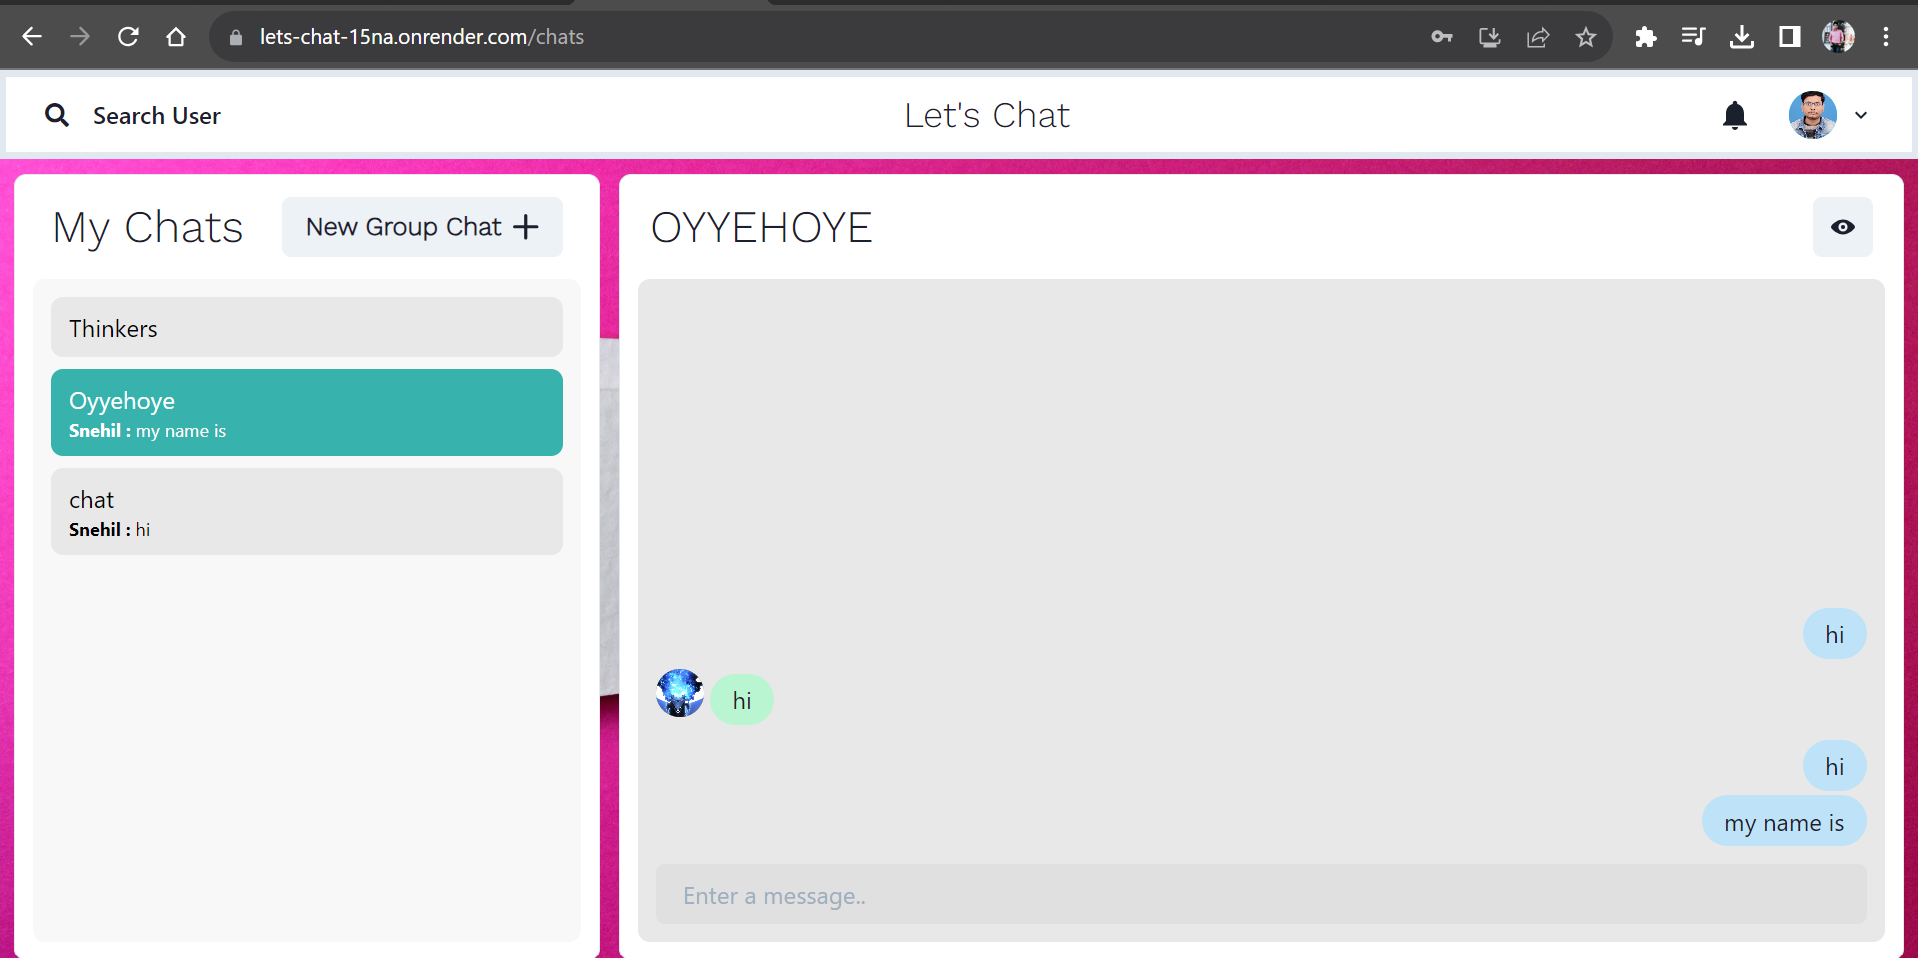 lets-chat-15na.onrender.com/chats
Search User
Let's Chat
My Chats
New Group Chat
Thinkers
Oyyehoye
Snehil : my name is
chat
Snehil : hi
OYYEHOYE
hi
hi
hi
my name is
Enter a message..